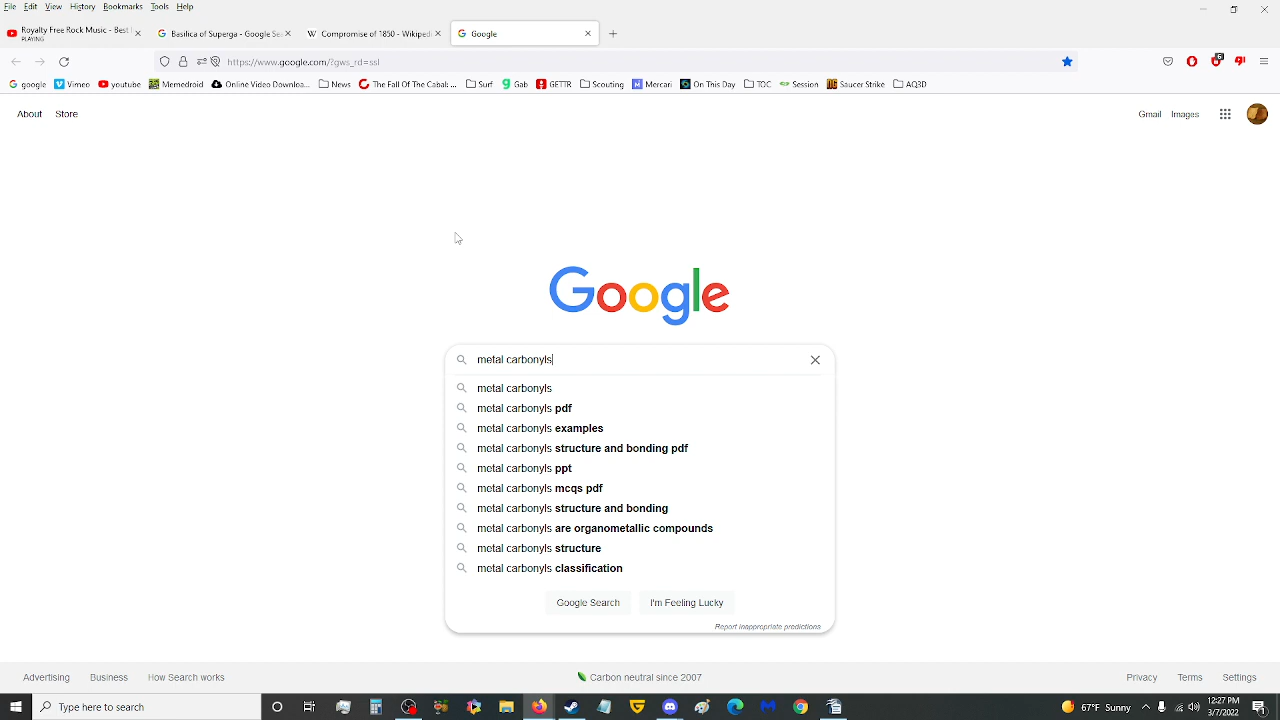 File Edit View History Bookmarks Tools Help
Royalty Free Rock Music - Best
PLAYING
Basilica of Superga - Google Se
Compromise of 1850 - Wikipedi
Google
https://www.google.com/?gws_rd=ssl
google Vimeo youtube Memedroid Online Video Downloa... News The Fall Of The Cabal: ... Surf Gab GETTR Scouting Mercari On This Day TOC Session Saucer Strike AQ3D
About Store
Gmail Images
Google
metal carbonyls
metal carbonyls
metal carbonyls pdf
metal carbonyls examples
metal carbonyls structure and bonding pdf
metal carbonyls ppt
metal carbonyls mcqs pdf
metal carbonyls structure and bonding
metal carbonyls are organometallic compounds
metal carbonyls structure
metal carbonyls classification
Google Search I'm Feeling Lucky
Report inappropriate predictions
Advertising Business How Search works
Carbon neutral since 2007
Privacy Terms Settings
Type here to search
67°F Sunny
12:27 PM
3/7/2022